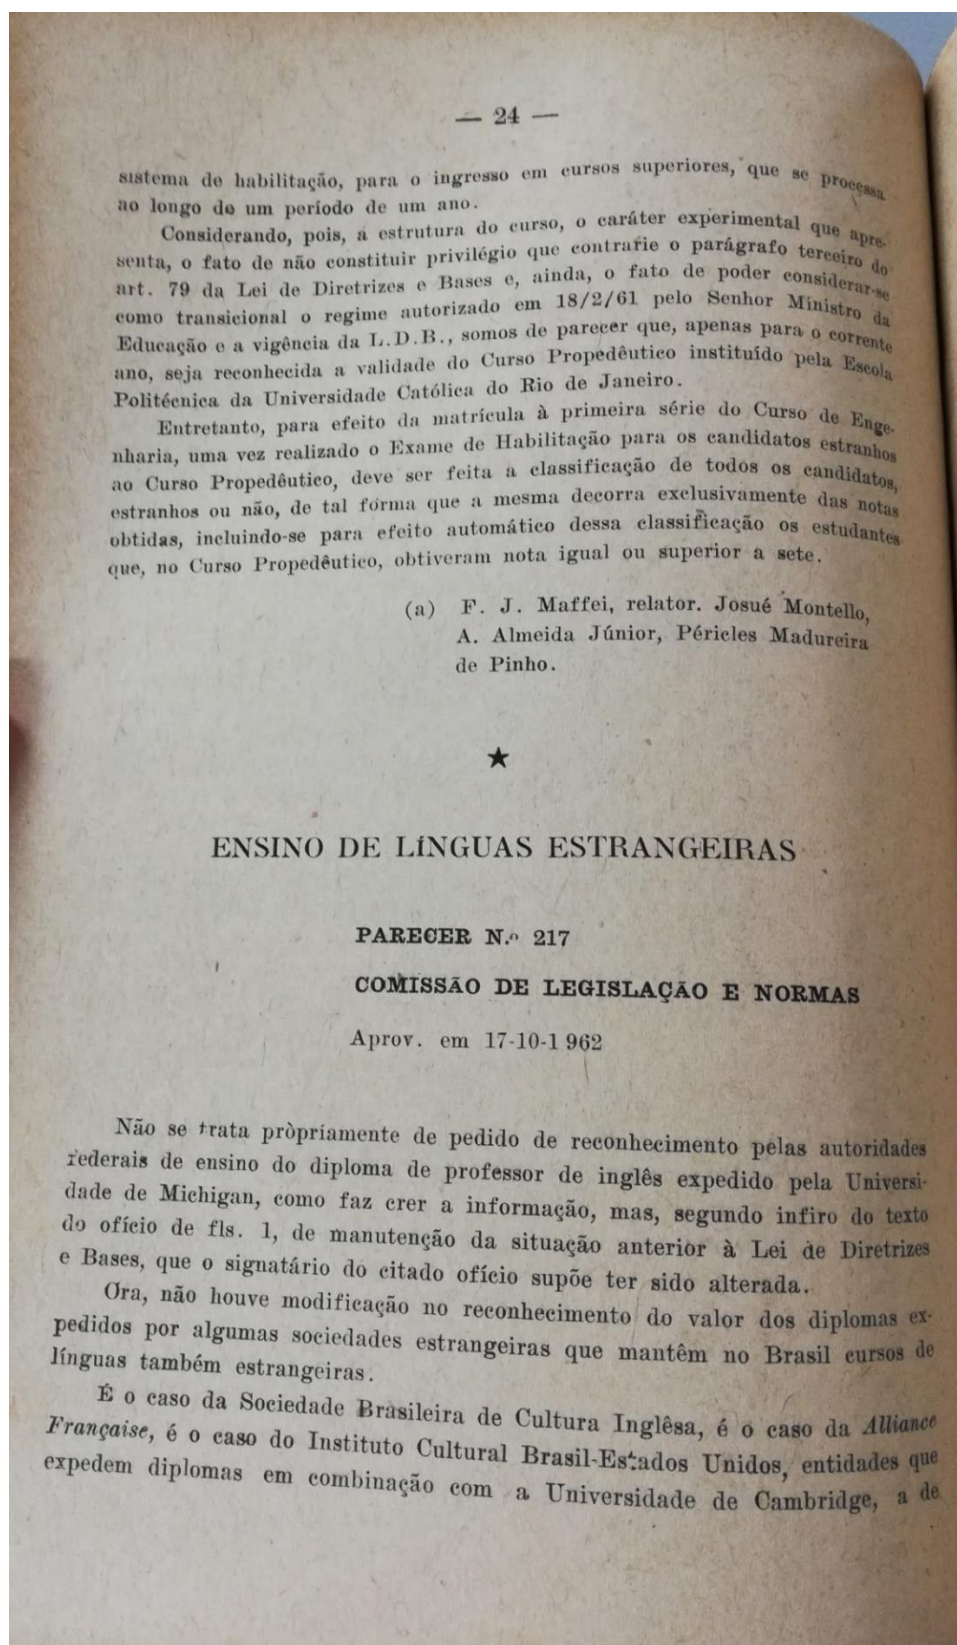 — 24 —
sistema de habilitação, para o ingresso em cursos superiores, que se processa
ao longo de um período de um ano.
Considerando, pois, a estrutura do curso, o caráter experimental que apre-
senta, o fato de não constituir privilégio que contrarie o parágrafo terceiro do
art. 79 da Lei de Diretrizes e Bases e, ainda, o fato de poder considerar-se
como transicional o regime autorizado em 18/2/61 pelo Senhor Ministro da
Educação e a vigência da L.D.B., somos de parecer que, apenas para o corrente
ano, seja reconhecida a validade do Curso Propedêutico instituído pela Escola
Politécnica da Universidade Católica do Rio de Janeiro.
Entretanto, para efeito da matrícula à primeira série do Curso de Enge-
nharia, uma vez realizado o Exame de Habilitação para os candidatos estranhos
ao Curso Propedêutico, deve ser feita a classificação de todos os candidatos,
estranhos ou não, de tal forma que a mesma decorra exclusivamente das notas
obtidas, incluindo-se para efeito automático dessa classificação os estudantes
que, no Curso Propedêutico, obtiveram nota igual ou superior a sete.
(a) F. J. Maffei, relator. Josué Montello,
A. Almeida Júnior, Péricles Madureira
de Pinho.
★
ENSINO DE LÍNGUAS ESTRANGEIRAS
PARECER N.º 217
COMISSÃO DE LEGISLAÇÃO E NORMAS
Aprov. em 17-10-1 962
Não se trata pròpriamente de pedido de reconhecimento pelas autoridades
federais de ensino do diploma de professor de inglês expedido pela Universi-
dade de Michigan, como faz crer a informação, mas, segundo infiro do texto
do ofício de fls. 1, de manutenção da situação anterior à Lei de Diretrizes
e Bases, que o signatário do citado ofício supõe ter sido alterada.
Ora, não houve modificação no reconhecimento do valor dos diplomas ex-
pedidos por algumas sociedades estrangeiras que mantêm no Brasil cursos de
línguas também estrangeiras.
É o caso da Sociedade Brasileira de Cultura Inglêsa, é o caso da Alliance
Française, é o caso do Instituto Cultural Brasil-Estados Unidos, entidades que
expedem diplomas em combinação com a Universidade de Cambridge, a de